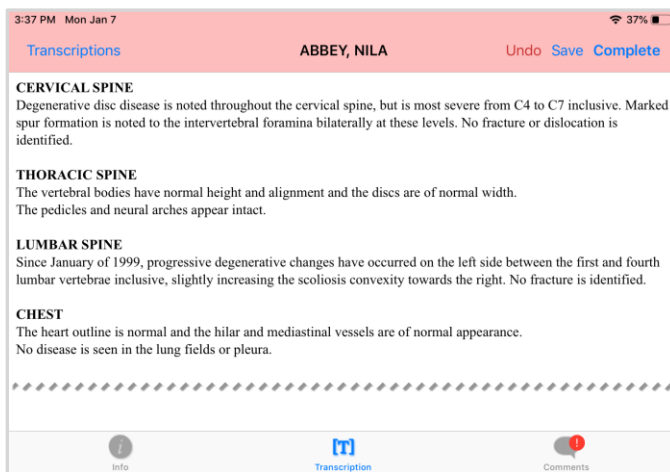 3:37 PM Mon Jan 7 37%
Transcriptions ABBEY, NILA Undo Save Complete
CERVICAL SPINE
Degenerative disc disease is noted throughout the cervical spine, but is most severe from C4 to C7 inclusive. Marked
spur formation is noted to the intervertebral foramina bilaterally at these levels. No fracture or dislocation is
identified.
THORACIC SPINE
The vertebral bodies have normal height and alignment and the discs are of normal width.
The pedicles and neural arches appear intact.
LUMBAR SPINE
Since January of 1999, progressive degenerative changes have occurred on the left side between the first and fourth
lumbar vertebrae inclusive, slightly increasing the scoliosis convexity towards the right. No fracture is identified.
CHEST
The heart outline is normal and the hilar and mediastinal vessels are of normal appearance.
No disease is seen in the lung fields or pleura.
i [T] !
Info Transcription Comments